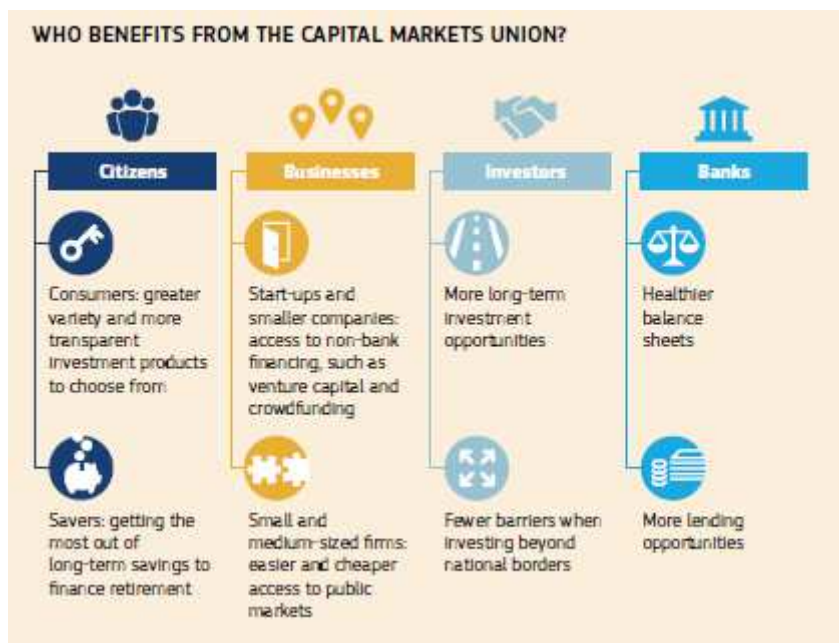 WHO BENEFITS FROM THE CAPITAL MARKETS UNION?
Citizens
Consumers: greater
variety and more
transparent
investment products
to choose from
Savers: getting the
most out of
long-term savings to
finance retirement
Businesses
Start-ups and
smaller companies:
access to non-bank
financing, such as
venture capital and
crowdfunding
Small and
medium-sized firms:
easier and cheaper
access to public
markets
Investors
More long-term
investment
opportunities
Fewer barriers when
investing beyond
national borders
Banks
Healthier
balance
sheets
More lending
opportunities